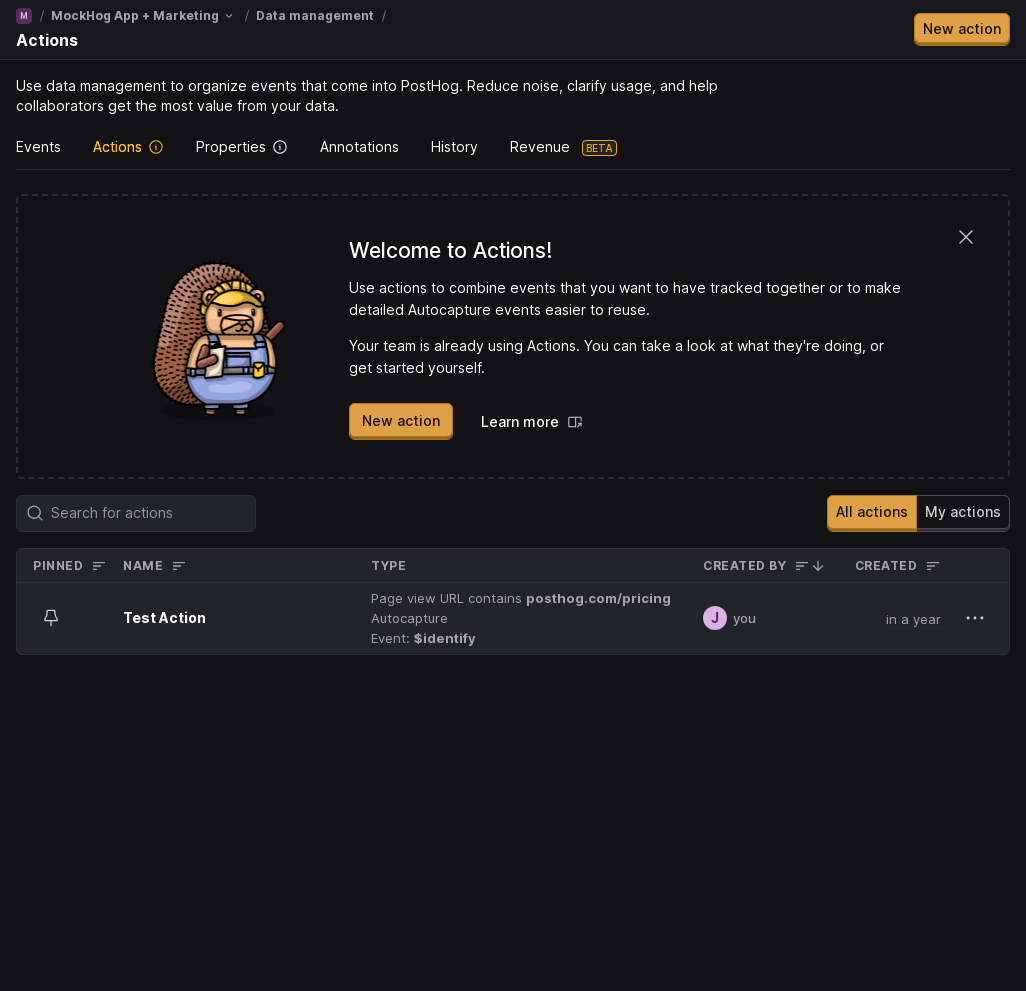 M / MockHog App + Marketing / Data management /
Actions
New action
Use data management to organize events that come into PostHog. Reduce noise, clarify usage, and help
collaborators get the most value from your data.
Events Actions Properties Annotations History Revenue BETA
Welcome to Actions!
Use actions to combine events that you want to have tracked together or to make
detailed Autocapture events easier to reuse.
Your team is already using Actions. You can take a look at what they're doing, or
get started yourself.
New action Learn more
Search for actions
All actions My actions
PINNED NAME TYPE CREATED BY CREATED
Test Action
Page view URL contains posthog.com/pricing
Autocapture
Event: $identify
J you
in a year